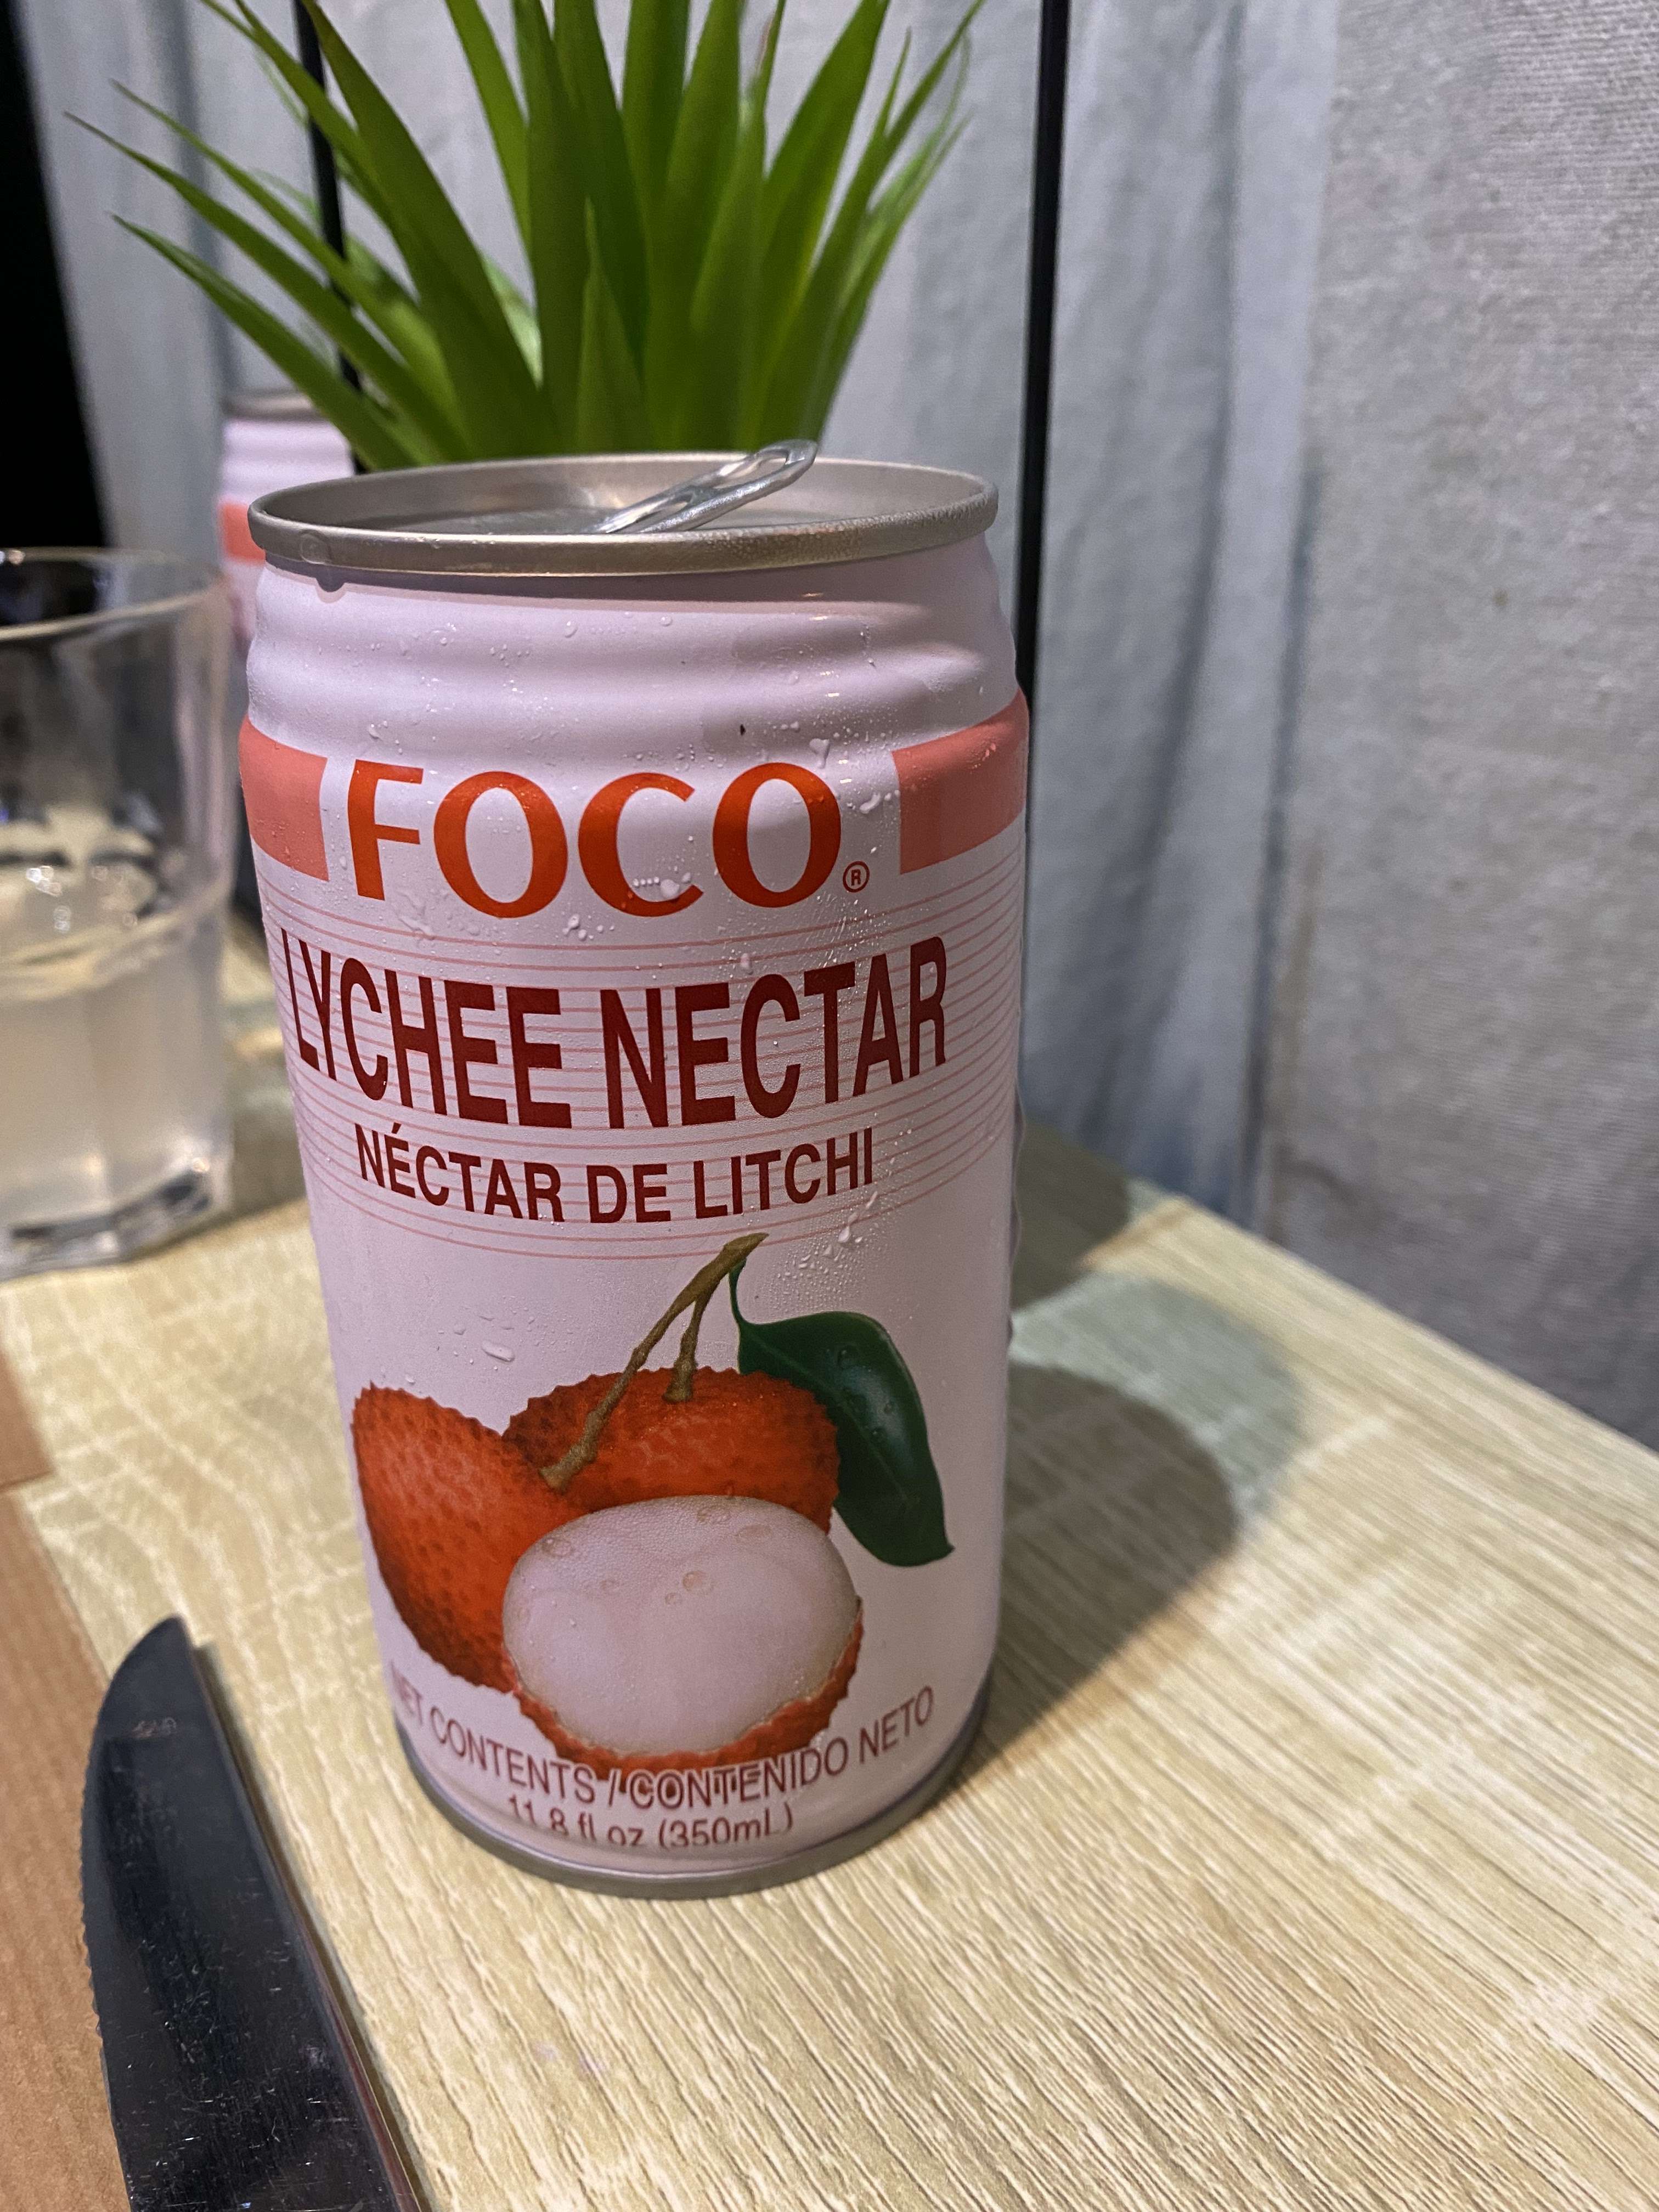 FOCO®
LYCHEE NECTAR
NÉCTAR DE LITCHI
NET CONTENTS / CONTENIDO NETO
11.8 fl oz (350mL)